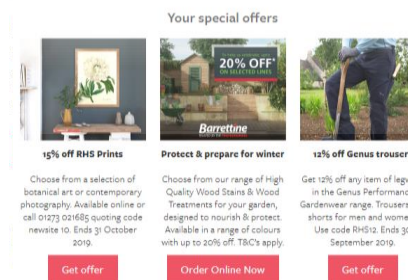 Your special offers
20% OFF*
ON SELECTED LINES
Barrettine
15% off RHS Prints
Choose from a selection of
botanical art or contemporary
photography. Available online or
call 01273 021685 quoting code
newsite 10. Ends 31 October
2019.
Get offer
Protect & prepare for winter
Choose from our range of High
Quality Wood Stains & Wood
Treatments for your garden,
designed to nourish & protect.
Available in a range of colours
with up to 20% off. T&C's apply.
Order Online Now
12% off Genus trouser
Get 12% off any item of legw
in the Genus Performanc
Gardenwear range. Trousers
shorts for men and wome
Use code RHS12. Ends 30
September 2019.
Get offer